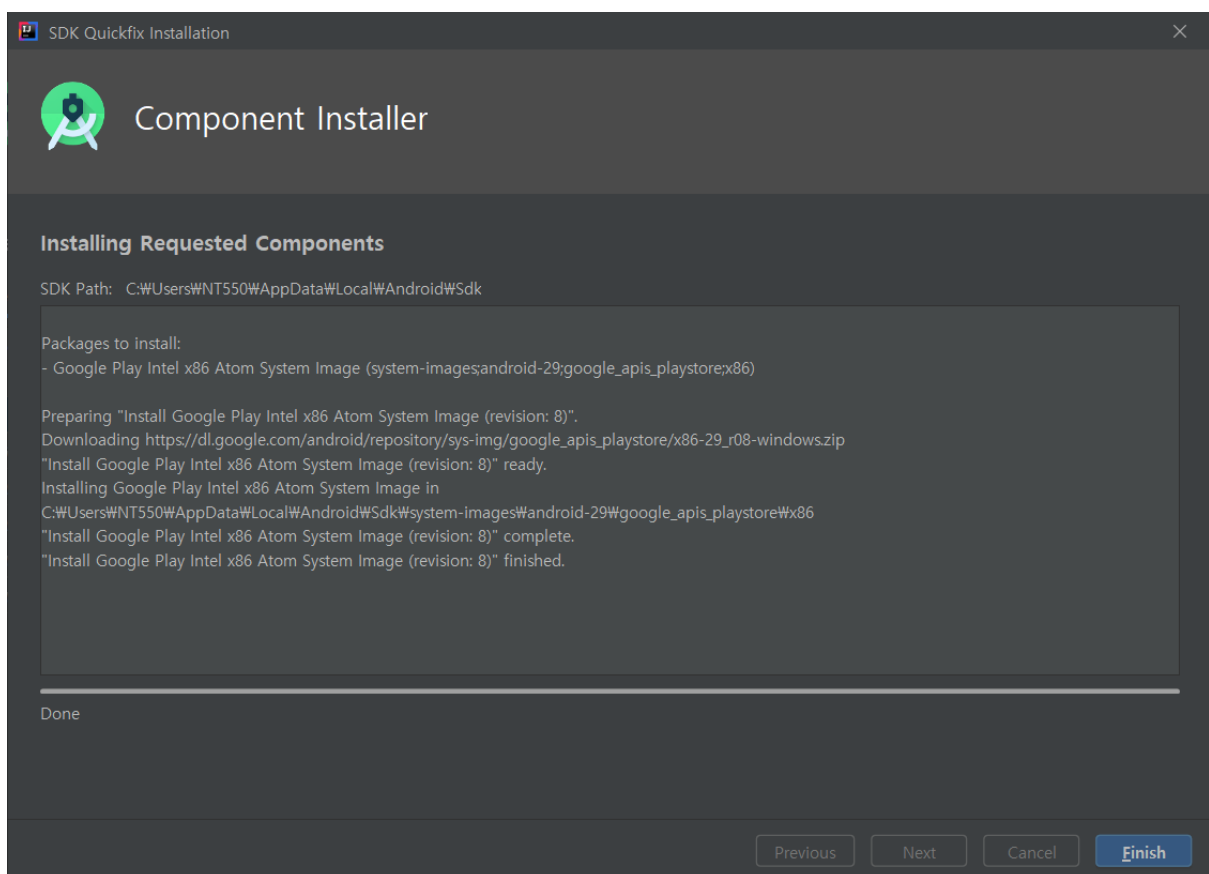 SDK Quickfix Installation
Component Installer
Installing Requested Components
SDK Path: C:₩Users₩NT550₩AppData₩Local₩Android₩Sdk
Packages to install:
- Google Play Intel x86 Atom System Image (system-images;android-29;google_apis_playstore;x86)
Preparing "Install Google Play Intel x86 Atom System Image (revision: 8)".
Downloading https://dl.google.com/android/repository/sys-img/google_apis_playstore/x86-29_r08-windows.zip
"Install Google Play Intel x86 Atom System Image (revision: 8)" ready.
Installing Google Play Intel x86 Atom System Image in
C:₩Users₩NT550₩AppData₩Local₩Android₩Sdk₩system-images₩android-29₩google_apis_playstore₩x86
"Install Google Play Intel x86 Atom System Image (revision: 8)" complete.
"Install Google Play Intel x86 Atom System Image (revision: 8)" finished.
Done
Previous Next Cancel Finish